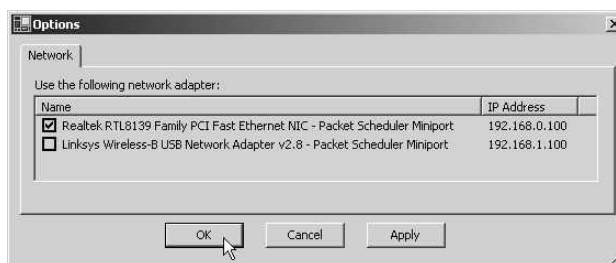 Options
Network
Use the following network adapter:
Name IP Address
Realtek RTL8139 Family PCI Fast Ethernet NIC - Packet Scheduler Miniport 192.168.0.100
Linksys Wireless-B USB Network Adapter v2.8 - Packet Scheduler Miniport 192.168.1.100
OK Cancel Apply